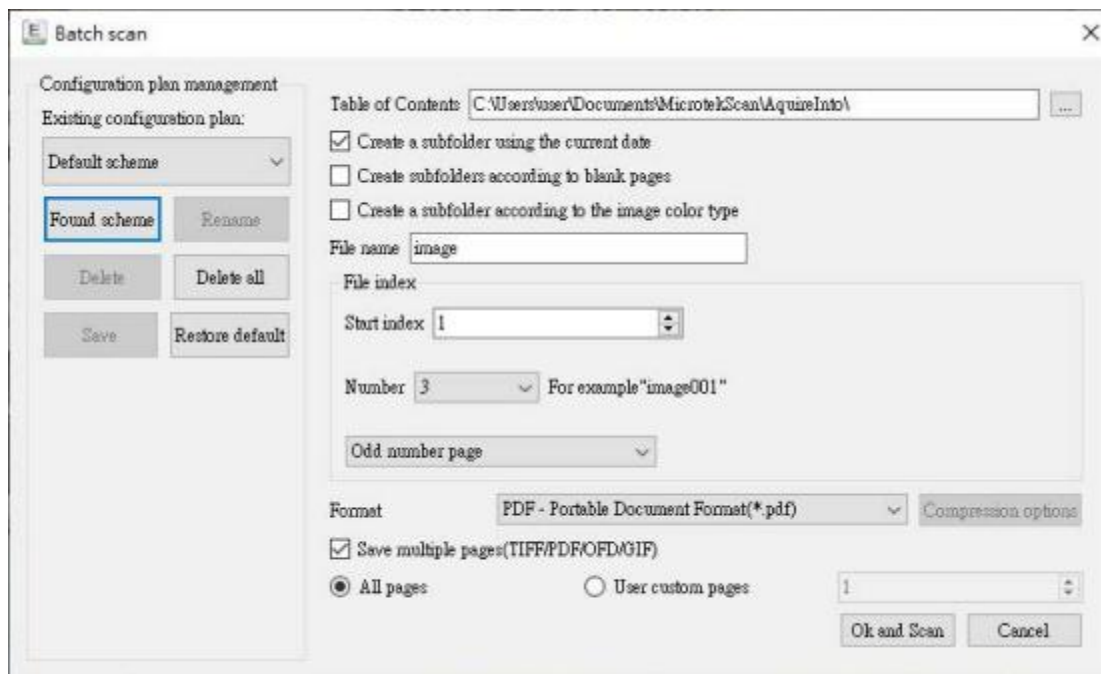 Batch scan
Configuration plan management
Existing configuration plan:
Default scheme
Found scheme
Rename
Delete
Delete all
Save
Restore default
Table of Contents C:\Users\user\Documents\MicrotekScan\AquireInto\ ...
Create a subfolder using the current date
Create subfolders according to blank pages
Create a subfolder according to the image color type
File name image
File index
Start index 1
Number 3 For example"image001"
Odd number page
Format PDF - Portable Document Format(*.pdf) Compression options
Save multiple pages(TIFF/PDF/OFD/GIF)
All pages User custom pages 1
Ok and Scan Cancel